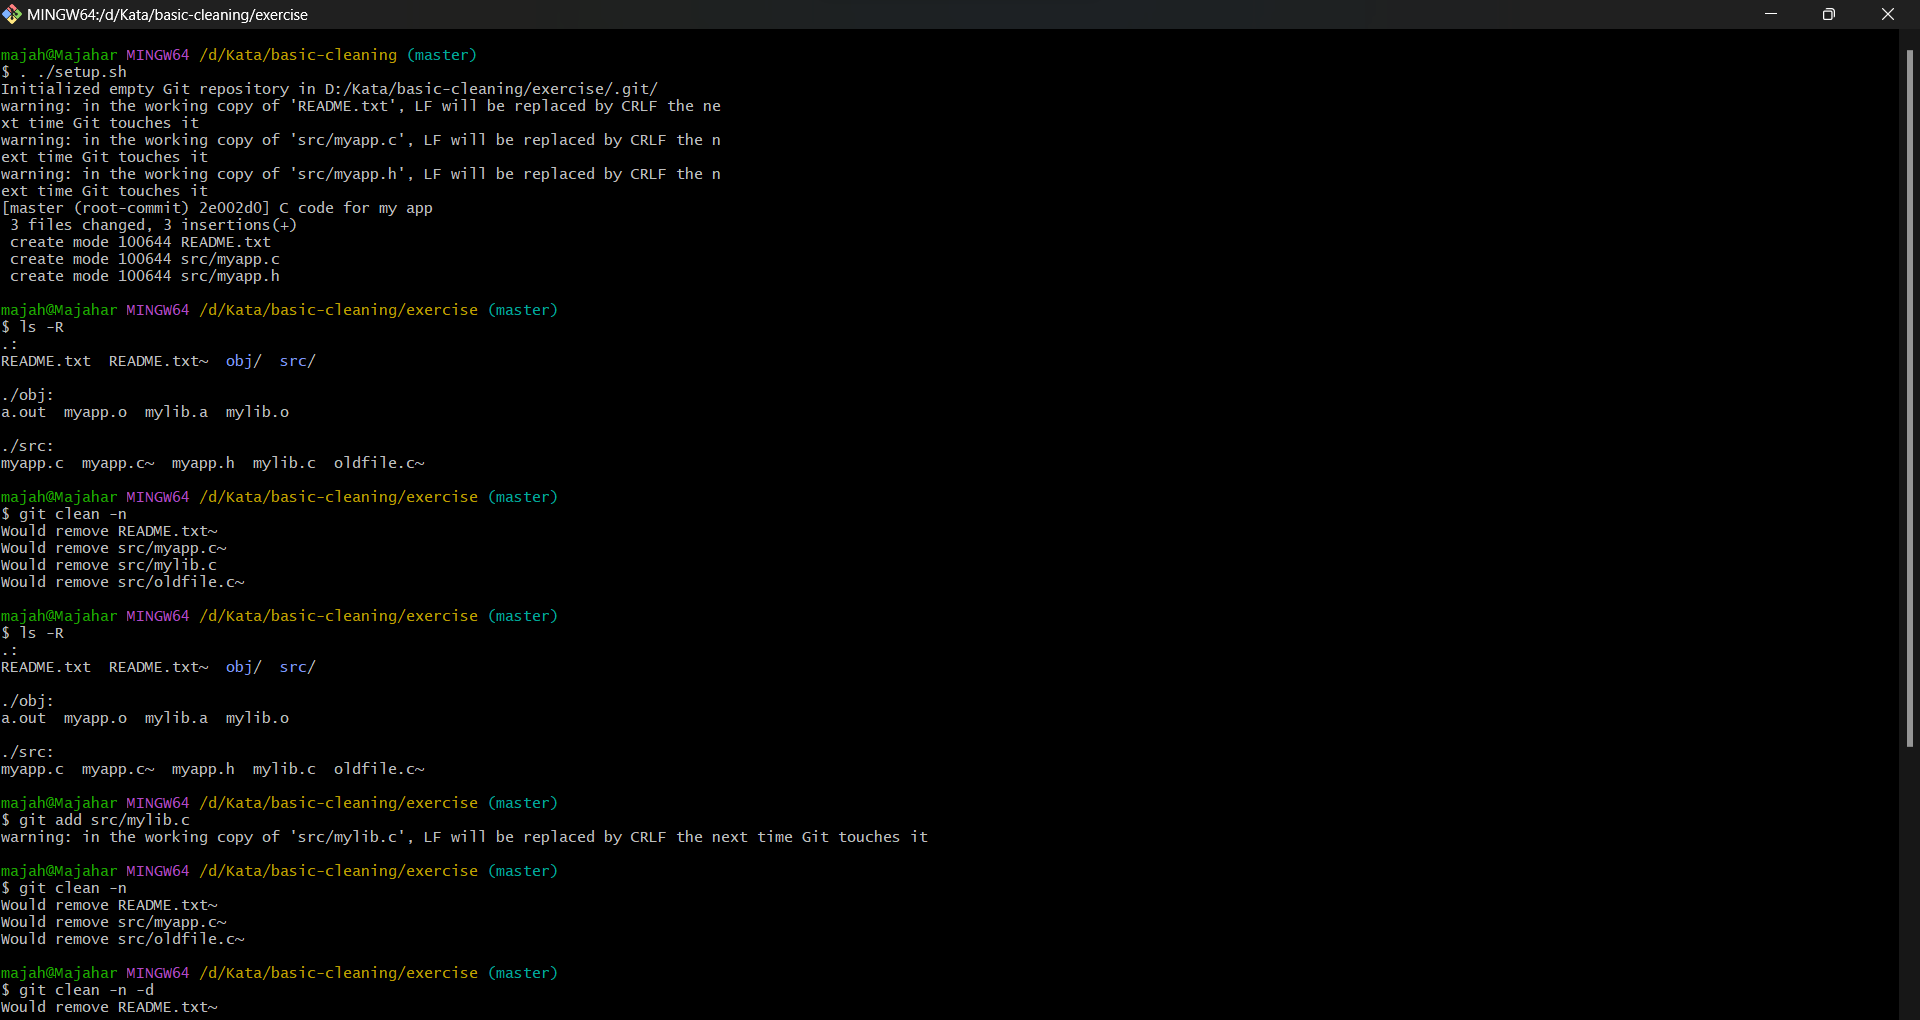 MINGW64:/d/Kata/basic-cleaning/exercise
majah@Majahar MINGW64 /d/Kata/basic-cleaning (master)
$ . ./setup.sh
Initialized empty Git repository in D:/Kata/basic-cleaning/exercise/.git/
warning: in the working copy of 'README.txt', LF will be replaced by CRLF the ne
xt time Git touches it
warning: in the working copy of 'src/myapp.c', LF will be replaced by CRLF the n
ext time Git touches it
warning: in the working copy of 'src/myapp.h', LF will be replaced by CRLF the n
ext time Git touches it
[master (root-commit) 2e002d0] C code for my app
 3 files changed, 3 insertions(+)
 create mode 100644 README.txt
 create mode 100644 src/myapp.c
 create mode 100644 src/myapp.h
majah@Majahar MINGW64 /d/Kata/basic-cleaning/exercise (master)
$ ls -R
.:
README.txt  README.txt~  obj/  src/
./obj:
a.out  myapp.o  mylib.a  mylib.o
./src:
myapp.c  myapp.c~  myapp.h  mylib.c  oldfile.c~
majah@Majahar MINGW64 /d/Kata/basic-cleaning/exercise (master)
$ git clean -n
Would remove README.txt~
Would remove src/myapp.c~
Would remove src/mylib.c
Would remove src/oldfile.c~
majah@Majahar MINGW64 /d/Kata/basic-cleaning/exercise (master)
$ ls -R
.:
README.txt  README.txt~  obj/  src/
./obj:
a.out  myapp.o  mylib.a  mylib.o
./src:
myapp.c  myapp.c~  myapp.h  mylib.c  oldfile.c~
majah@Majahar MINGW64 /d/Kata/basic-cleaning/exercise (master)
$ git add src/mylib.c
warning: in the working copy of 'src/mylib.c', LF will be replaced by CRLF the next time Git touches it
majah@Majahar MINGW64 /d/Kata/basic-cleaning/exercise (master)
$ git clean -n
Would remove README.txt~
Would remove src/myapp.c~
Would remove src/oldfile.c~
majah@Majahar MINGW64 /d/Kata/basic-cleaning/exercise (master)
$ git clean -n -d
Would remove README.txt~